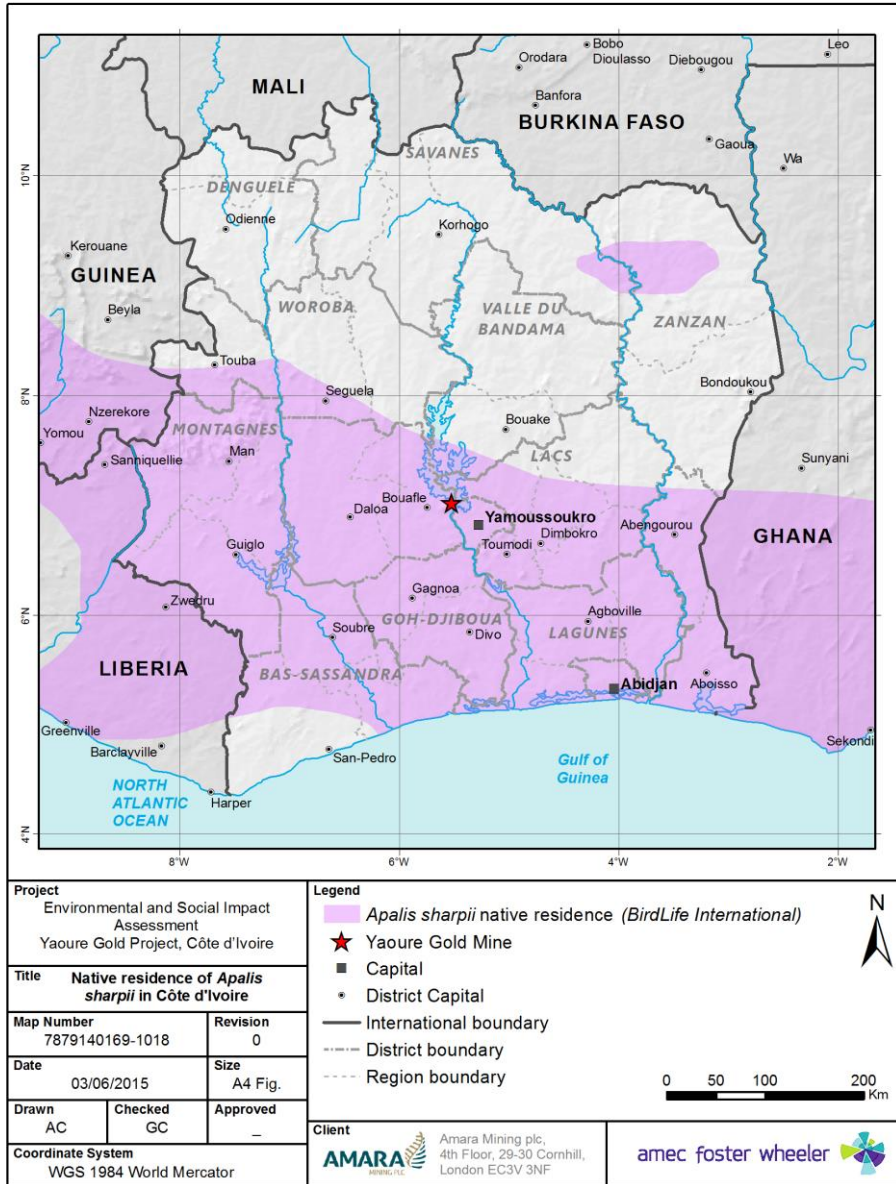 Bobo
Dioulasso
Leo
Orodara
Diebougou
MALI
Banfora
BURKINA FASO
Gaoua
SAVANES
Wa
10°N
DENGUELE
Odienne
Korhogo
Kerouane
GUINEA
Beyla
WOROBA
VALLE DU
BANDAMA
ZANZAN
Touba
8°N
Seguela
Bondoukou
Nzerekore
Bouake
MONTAGNES
Yomou
LACS
Sanniquellie
Man
Sunyani
Bouafle
Daloa
Yamoussoukro
Abengourou
GHANA
Dimbokro
Toumodi
Guiglo
Gagnoa
6°N
Zwedru
Agboville
GOH-DJIBOUA
Soubre
Divo
LAGUNES
LIBERIA
BAS-SASSANDRA
Abidjan
Aboisso
Greenville
Sekondi
Barclayville
San-Pedro
Gulf of
Guinea
NORTH
ATLANTIC
OCEAN
Harper
4°N
8°W
6°W
4°W
2°W
Project
Environmental and Social Impact
Assessment
Yaoure Gold Project, Côte d'Ivoire
Title
Native residence of Apalis
sharpii in Côte d'Ivoire
Map Number
Revision
7879140169-1018
0
Date
Size
03/06/2015
A4 Fig.
Drawn
Checked
Approved
AC
GC
_
Coordinate System
WGS 1984 World Mercator
Legend
Apalis sharpii native residence (BirdLife International)
Yaoure Gold Mine
Capital
District Capital
International boundary
District boundary
Region boundary
N
0 50 100 200
Km
Client
AMARA
MINING PLC
Amara Mining plc,
4th Floor, 29-30 Cornhill,
London EC3V 3NF
amec foster wheeler